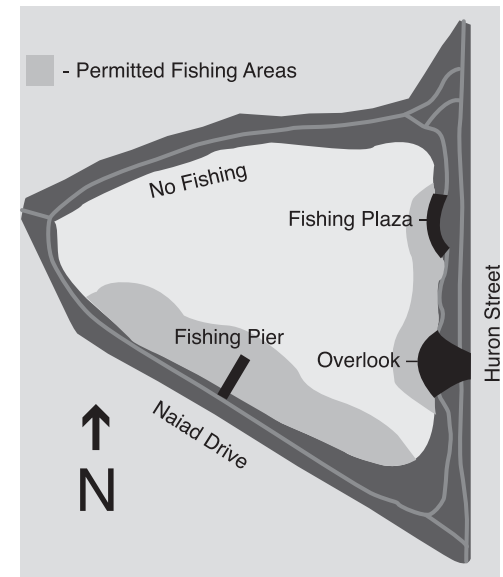 - Permitted Fishing Areas
No Fishing
Fishing Plaza
Fishing Pier
Overlook
Huron Street
Naiad Drive
N